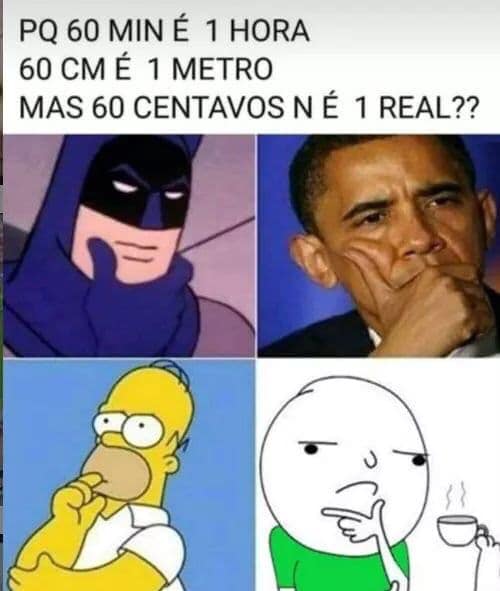 PQ 60 MIN É 1 HORA
60 CM É 1 METRO
MAS 60 CENTAVOS N É 1 REAL??